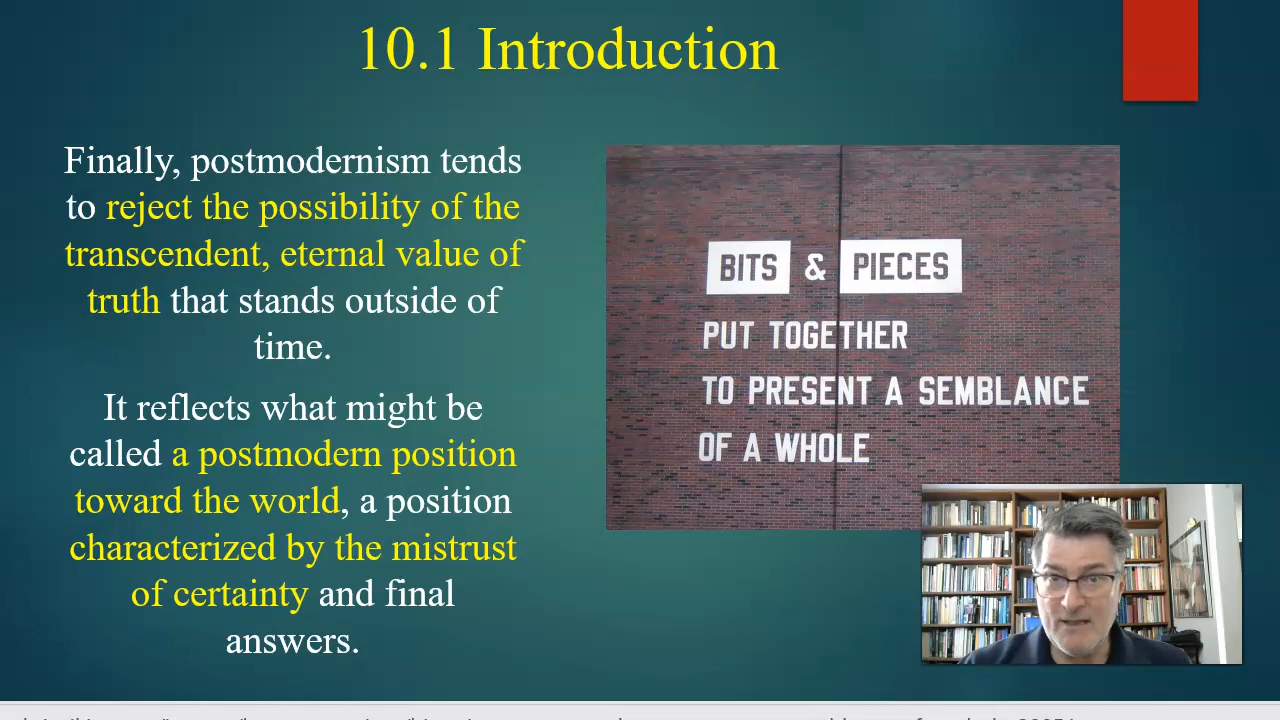 10.1 Introduction
Finally, postmodernism tends
to reject the possibility of the
transcendent, eternal value of
truth that stands outside of
time.
It reflects what might be
called a postmodern position
toward the world, a position
characterized by the mistrust
of certainty and final
answers.
BITS & PIECES
PUT TOGETHER
TO PRESENT A SEMBLANCE
OF A WHOLE